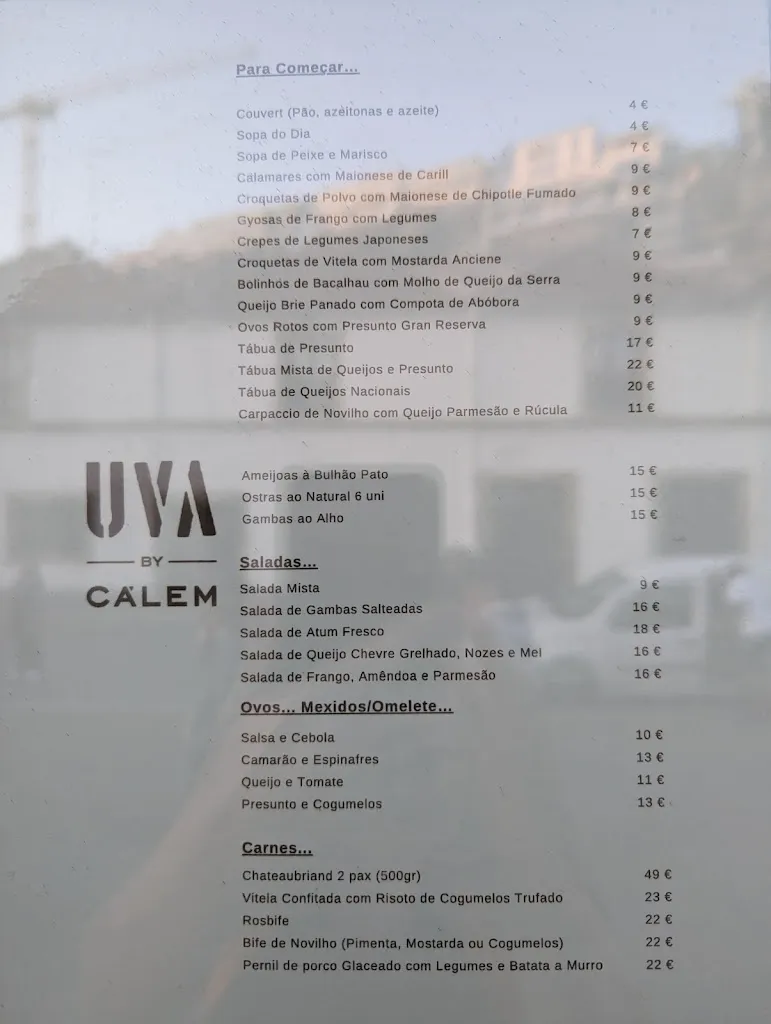 Para Começar...
Couvert (Pão, azeitonas e azeite) 4 €
Sopa do Dia 4 €
Sopa de Peixe e Marisco 7 €
Calamares com Maionese de Carill 9 €
Croquetas de Polvo com Maionese de Chipotle Fumado 9 €
Gyosas de Frango com Legumes 8 €
Crepes de Legumes Japoneses 7 €
Croquetas de Vitela com Mostarda Anciene 9 €
Bolinhos de Bacalhau com Molho de Queijo da Serra 9 €
Queijo Brie Panado com Compota de Abóbora 9 €
Ovos Rotos com Presunto Gran Reserva 9 €
Tábua de Presunto 17 €
Tábua Mista de Queijos e Presunto 22 €
Tábua de Queijos Nacionais 20 €
Carpaccio de Novilho com Queijo Parmesão e Rúcula 11 €
Ameijoas à Bulhão Pato 15 €
Ostras ao Natural 6 uni 15 €
Gambas ao Alho 15 €
UVA
BY
CÁLEM
Saladas...
Salada Mista 9 €
Salada de Gambas Salteadas 16 €
Salada de Atum Fresco 18 €
Salada de Queijo Chevre Grelhado, Nozes e Mel 16 €
Salada de Frango, Amêndoa e Parmesão 16 €
Ovos... Mexidos/Omelete...
Salsa e Cebola 10 €
Camarão e Espinafres 13 €
Queijo e Tomate 11 €
Presunto e Cogumelos 13 €
Carnes...
Chateaubriand 2 pax (500gr) 49 €
Vitela Confitada com Risoto de Cogumelos Trufado 23 €
Rosbife 22 €
Bife de Novilho (Pimenta, Mostarda ou Cogumelos) 22 €
Pernil de porco Glaceado com Legumes e Batata a Murro 22 €